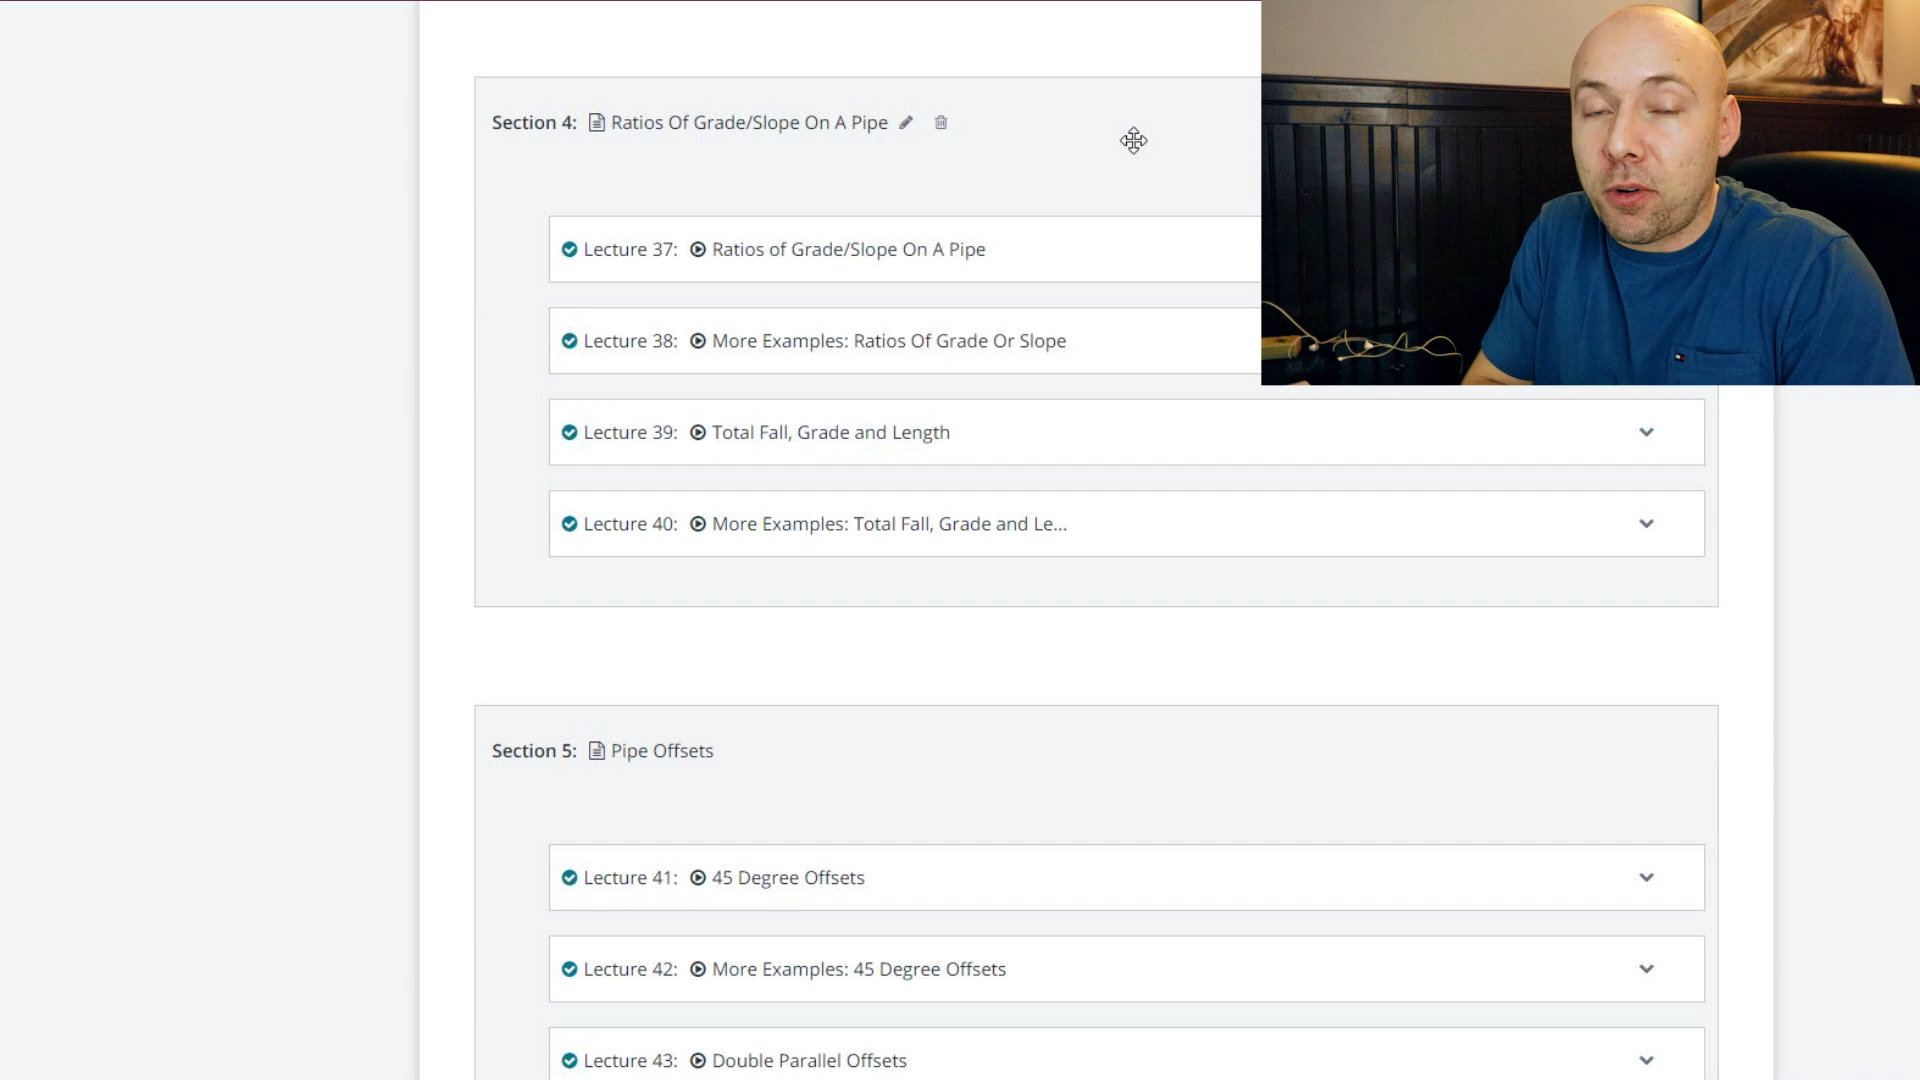 Section 4: Ratios Of Grade/Slope On A Pipe
Lecture 37: Ratios of Grade/Slope On A Pipe
Lecture 38: More Examples: Ratios Of Grade Or Slope
Lecture 39: Total Fall, Grade and Length
Lecture 40: More Examples: Total Fall, Grade and Le...
Section 5: Pipe Offsets
Lecture 41: 45 Degree Offsets
Lecture 42: More Examples: 45 Degree Offsets
Lecture 43: Double Parallel Offsets